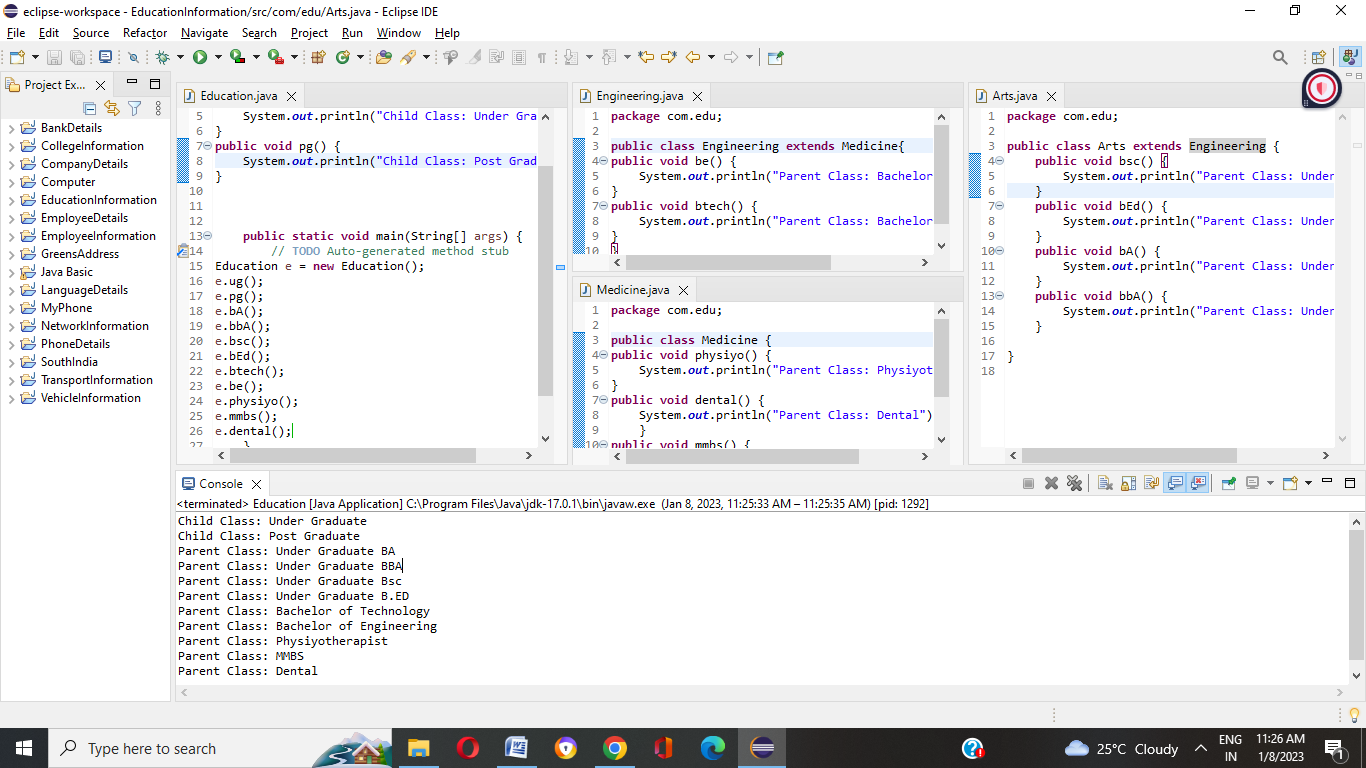 eclipse-workspace - EducationInformation/src/com/edu/Arts.java - Eclipse IDE
File Edit Source Refactor Navigate Search Project Run Window Help
Project Ex...
BankDetails
CollegeInformation
CompanyDetails
Computer
EducationInformation
EmployeeDetails
EmployeeInformation
GreensAddress
Java Basic
LanguageDetails
MyPhone
NetworkInformation
PhoneDetails
SouthIndia
TransportInformation
VehicleInformation
Education.java
5 System.out.println("Child Class: Under Gra
6 }
7 public void pg() {
8 System.out.println("Child Class: Post Grad
9 }
10
11
12
13 public static void main(String[] args) {
14 // TODO Auto-generated method stub
15 Education e = new Education();
16 e.ug();
17 e.pg();
18 e.bA();
19 e.bbA();
20 e.bsc();
21 e.bEd();
22 e.btech();
23 e.be();
24 e.physiyo();
25 e.mmbs();
26 e.dental();
27 }
Engineering.java
1 package com.edu;
2
3 public class Engineering extends Medicine{
4 public void be() {
5 System.out.println("Parent Class: Bachelor
6 }
7 public void btech() {
8 System.out.println("Parent Class: Bachelor
9 }
10 }
Medicine.java
1 package com.edu;
2
3 public class Medicine {
4 public void physiyo() {
5 System.out.println("Parent Class: Physiyot
6 }
7 public void dental() {
8 System.out.println("Parent Class: Dental")
9 }
10 public void mmbs() {
Arts.java
1 package com.edu;
2
3 public class Arts extends Engineering {
4 public void bsc() {
5 System.out.println("Parent Class: Under
6 }
7 public void bEd() {
8 System.out.println("Parent Class: Under
9 }
10 public void bA() {
11 System.out.println("Parent Class: Under
12 }
13 public void bbA() {
14 System.out.println("Parent Class: Under
15 }
16
17 }
18
Console
<terminated> Education [Java Application] C:\Program Files\Java\jdk-17.0.1\bin\javaw.exe (Jan 8, 2023, 11:25:33 AM – 11:25:35 AM) [pid: 1292]
Child Class: Under Graduate
Child Class: Post Graduate
Parent Class: Under Graduate BA
Parent Class: Under Graduate BBA
Parent Class: Under Graduate Bsc
Parent Class: Under Graduate B.ED
Parent Class: Bachelor of Technology
Parent Class: Bachelor of Engineering
Parent Class: Physiyotherapist
Parent Class: MMBS
Parent Class: Dental
Type here to search
25°C Cloudy
ENG
IN
11:26 AM
1/8/2023
1